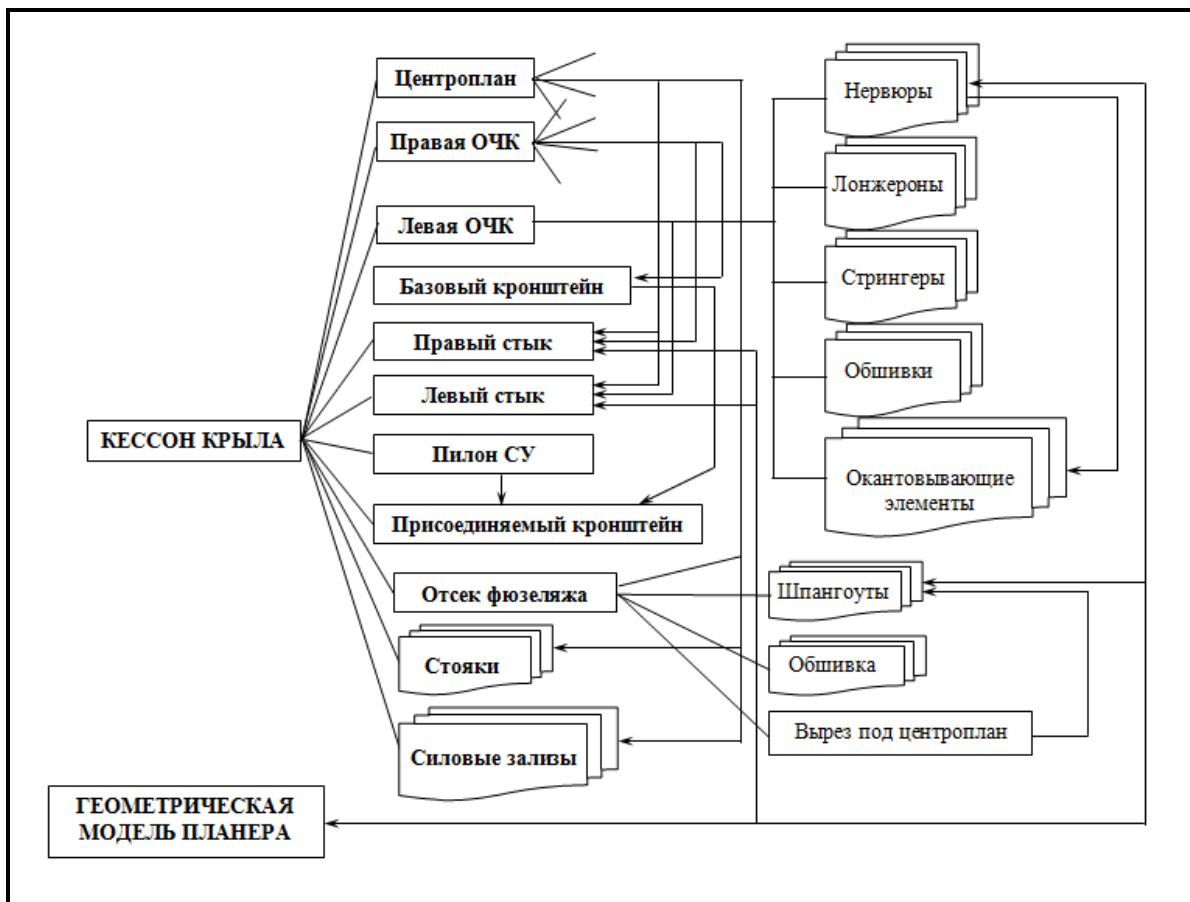 Центроплан
Правая ОЧК
Левая ОЧК
Базовый кронштейн
Правый стык
Левый стык
КЕССОН КРЫЛА
Пилон СУ
Присоединяемый кронштейн
Отсек фюзеляжа
Стояки
Силовые зализы
ГЕОМЕТРИЧЕСКАЯ
МОДЕЛЬ ПЛАНЕРА
Нервюры
Лонжероны
Стрингеры
Обшивки
Окантовывающие
элементы
Шпангоуты
Обшивка
Вырез под центроплан